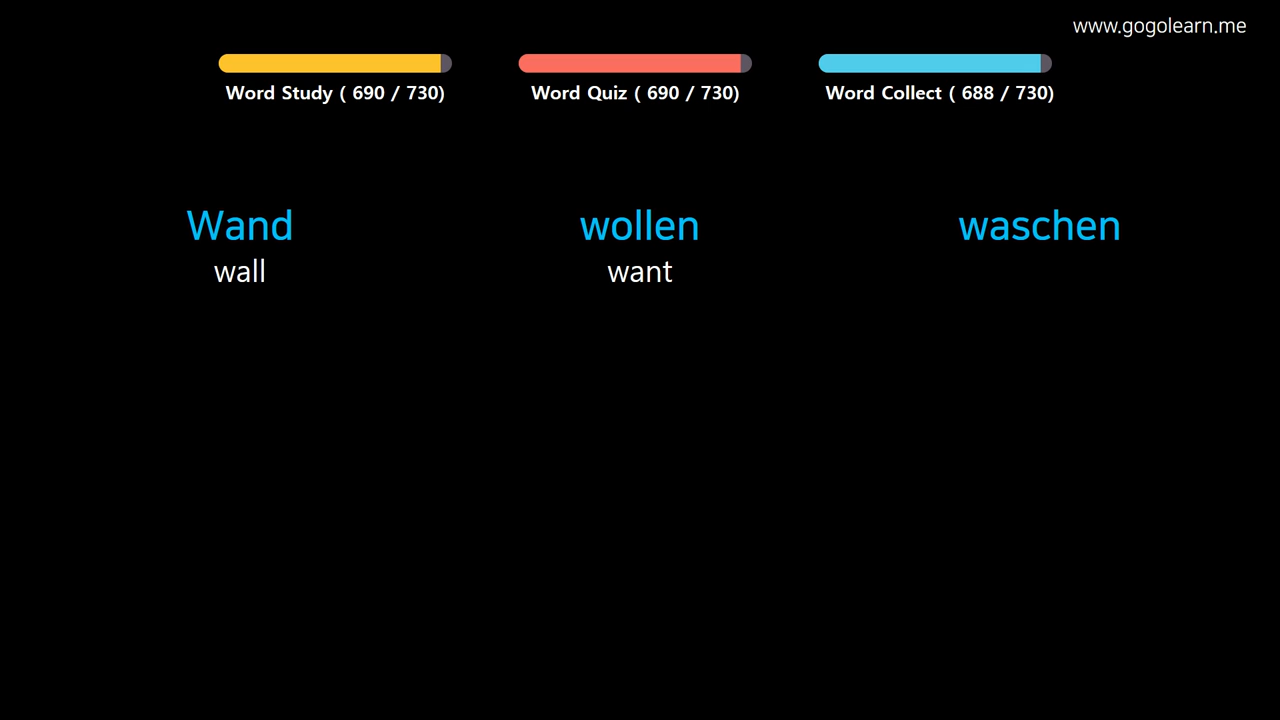 www.gogolearn.me
Word Study ( 690 / 730)
Word Quiz ( 690 / 730)
Word Collect ( 688 / 730)
Wand
wall
wollen
want
waschen